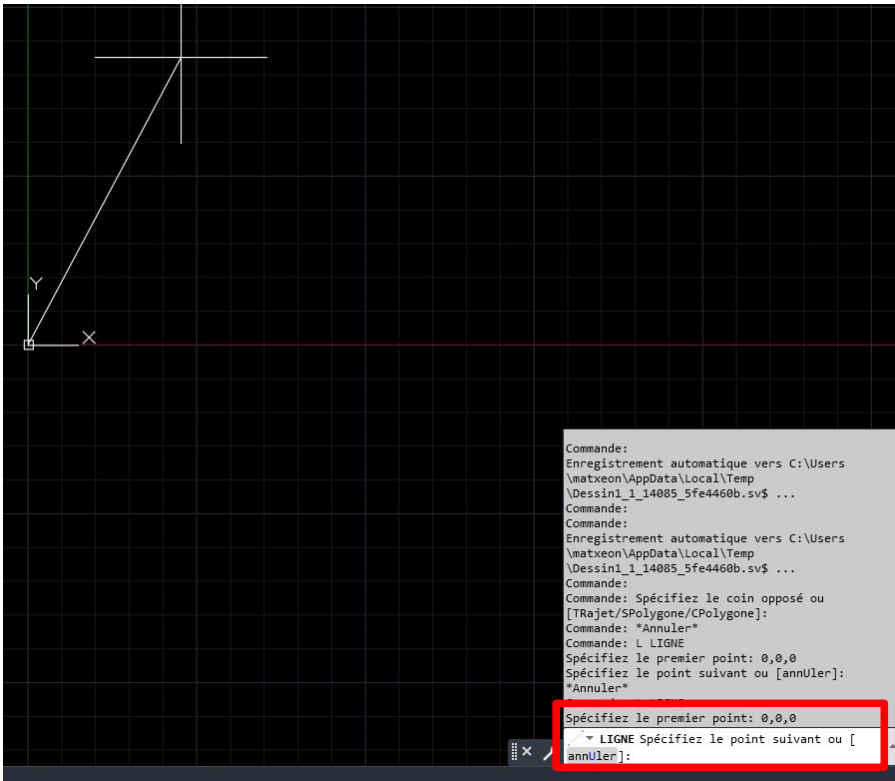 Y
X
Commande:
Enregistrement automatique vers C:\Users
\matxeon\AppData\Local\Temp
\Dessin1_1_14085_5fe4460b.sv$ ...
Commande:
Commande:
Enregistrement automatique vers C:\Users
\matxeon\AppData\Local\Temp
\Dessin1_1_14085_5fe4460b.sv$ ...
Commande:
Commande: Spécifiez le coin opposé ou
[TRajet/SPolygone/CPolygone]:
Commande: *Annuler*
Commande: L LIGNE
Spécifiez le premier point: 0,0,0
Spécifiez le point suivant ou [annUler]:
*Annuler*
Spécifiez le premier point: 0,0,0
LIGNE Spécifiez le point suivant ou [
annUler]: